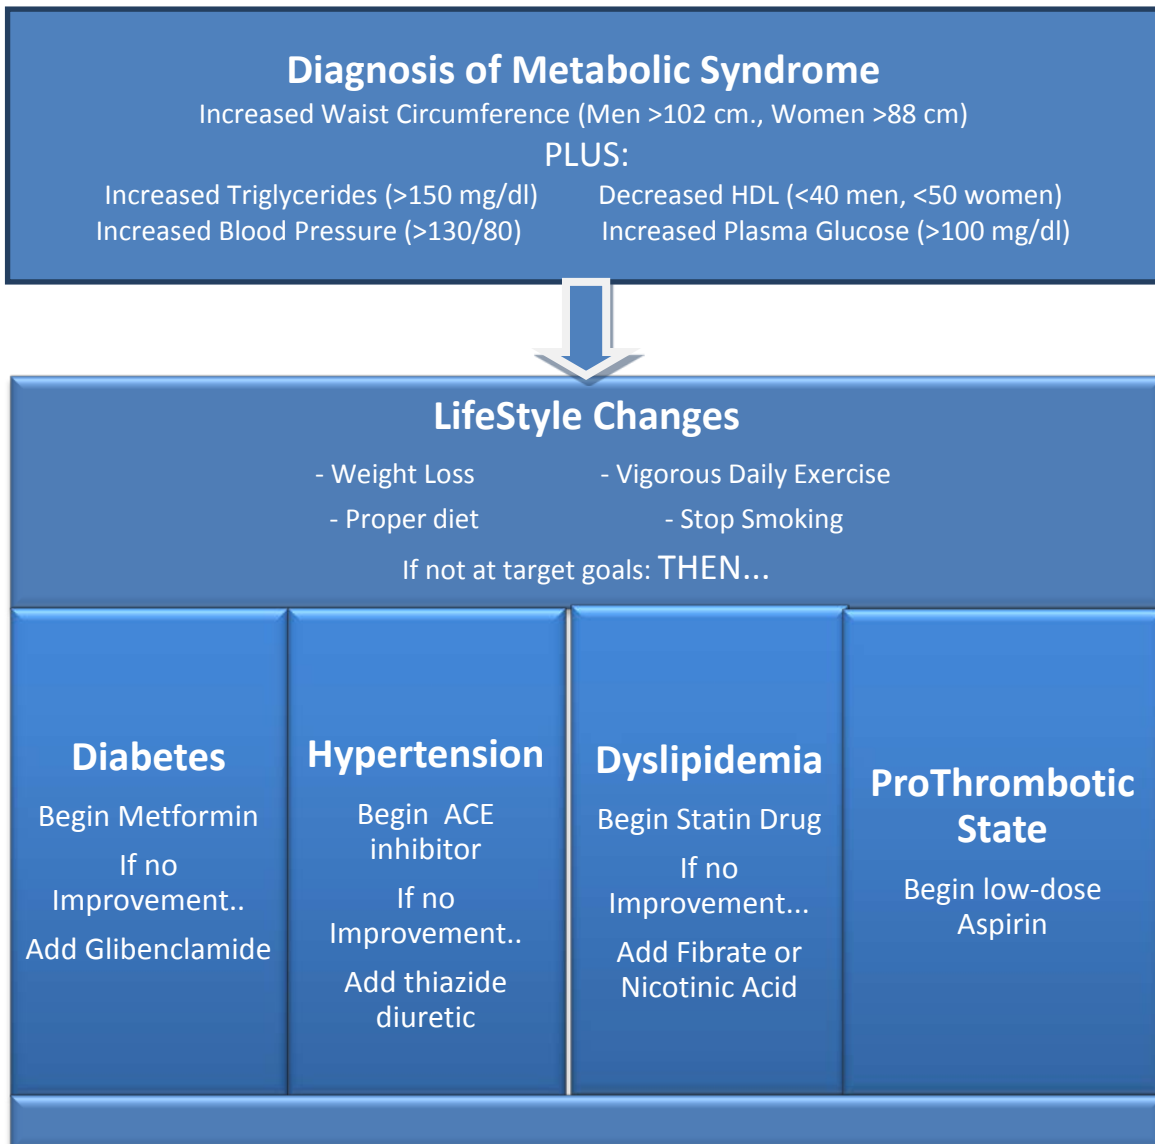 Diagnosis of Metabolic Syndrome
Increased Waist Circumference (Men >102 cm., Women >88 cm)
PLUS:
Increased Triglycerides (>150 mg/dl) Decreased HDL (<40 men, <50 women)
Increased Blood Pressure (>130/80) Increased Plasma Glucose (>100 mg/dl)
LifeStyle Changes
- Weight Loss - Vigorous Daily Exercise
- Proper diet - Stop Smoking
If not at target goals: THEN...
Diabetes
Begin Metformin
If no
Improvement..
Add Glibenclamide
Hypertension
Begin ACE
inhibitor
If no
Improvement..
Add thiazide
diuretic
Dyslipidemia
Begin Statin Drug
If no
Improvement...
Add Fibrate or
Nicotinic Acid
ProThrombotic
State
Begin low-dose
Aspirin